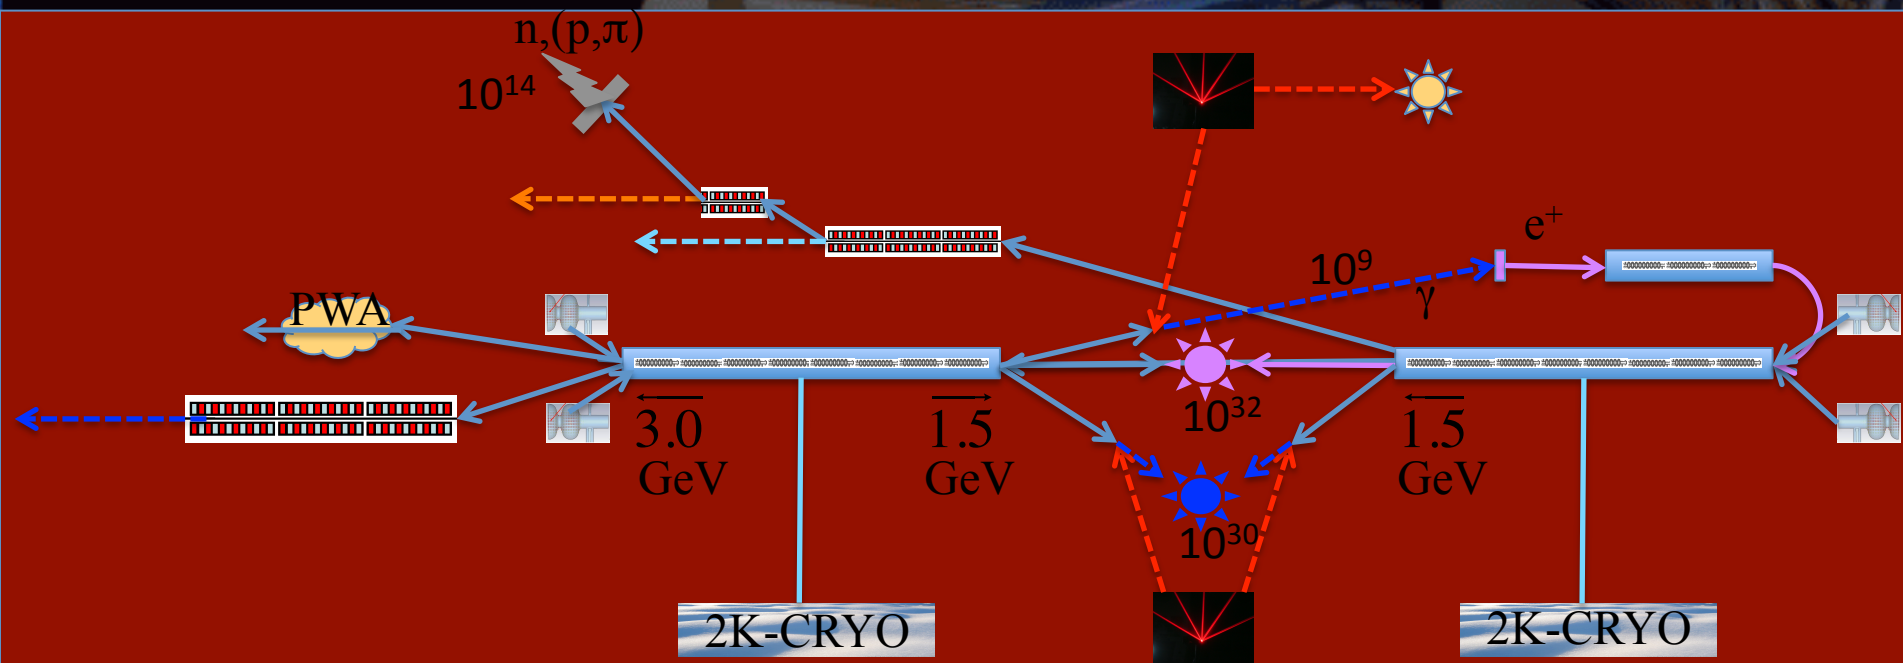 n,(p,π)
10¹⁴
e⁺
10⁹
γ
PWA
10³²
3.0
GeV
1.5
GeV
1.5
GeV
10³⁰
2K-CRYO
2K-CRYO